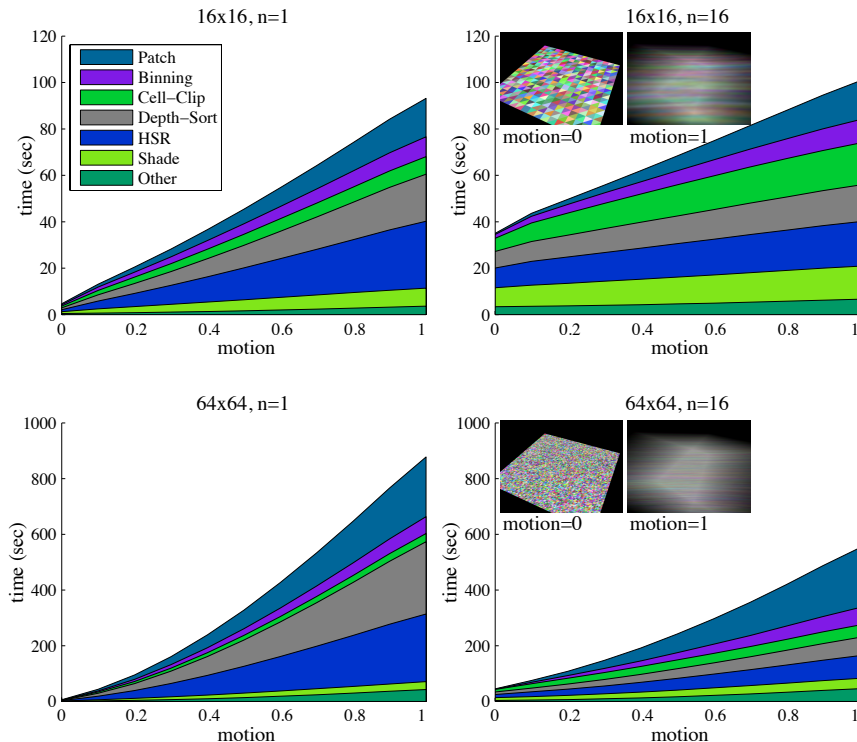 16x16, n=1
120
100
80
60
40
20
0
time (sec)
Patch
Binning
Cell−Clip
Depth−Sort
HSR
Shade
Other
0
0.2
0.4
0.6
0.8
1
motion
16x16, n=16
120
100
80
60
40
20
0
time (sec)
motion=0
motion=1
0
0.2
0.4
0.6
0.8
1
motion
64x64, n=1
1000
800
600
400
200
0
time (sec)
0
0.2
0.4
0.6
0.8
1
motion
64x64, n=16
1000
800
600
400
200
0
time (sec)
motion=0
motion=1
0
0.2
0.4
0.6
0.8
1
motion